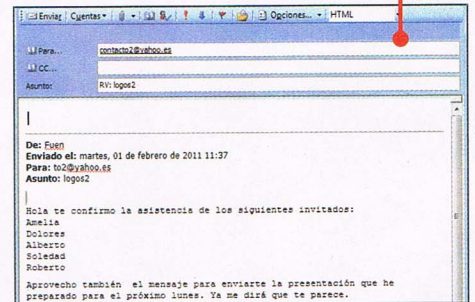 Enviar Cuentas Opciones... HTML
Para... contacto2@yahoo.es
CC...
Asunto: RV: logos2
De: Fuen
Enviado el: martes, 01 de febrero de 2011 11:37
Para: to2@yahoo.es
Asunto: logos2
Hola te confirmo la asistencia de los siguientes invitados:
Amelia
Dolores
Alberto
Soledad
Roberto
Aprovecho también el mensaje para enviarte la presentación que he
preparado para el próximo lunes. Ya me dirá que te parece.